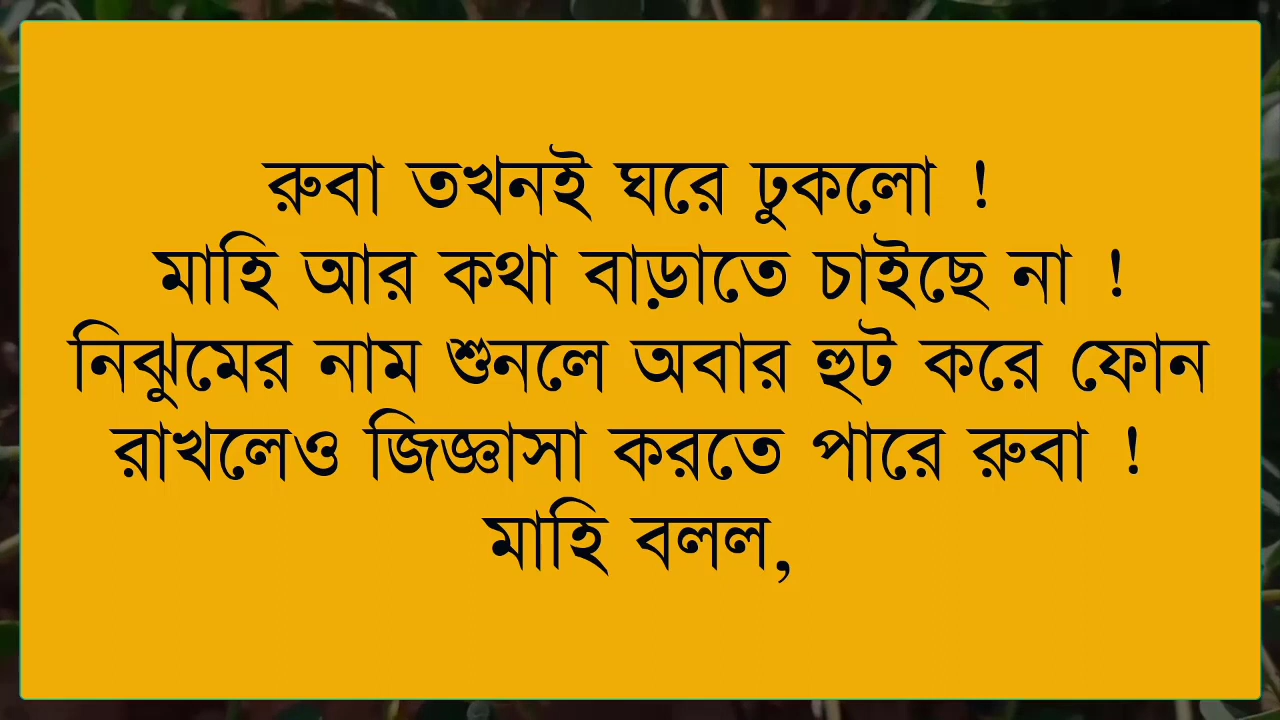 রুবা তখনই ঘরে ঢুকলো !
মাহি আর কথা বাড়াতে চাইছে না !
নিঝুমের নাম শুনলে অবার হুট করে ফোন
রাখলেও জিজ্ঞাসা করতে পারে রুবা !
মাহি বলল,